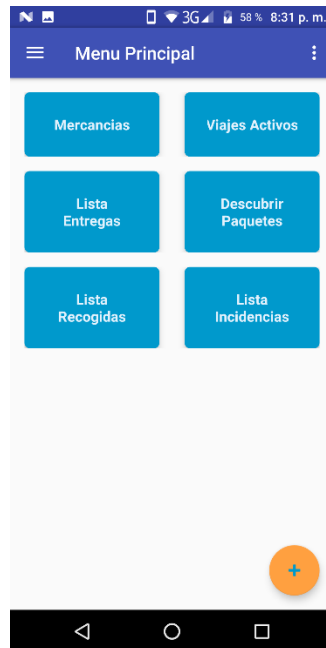 3G 58 % 8:31 p. m.
Menu Principal
Mercancias
Viajes Activos
Lista
Entregas
Descubrir
Paquetes
Lista
Recogidas
Lista
Incidencias
+